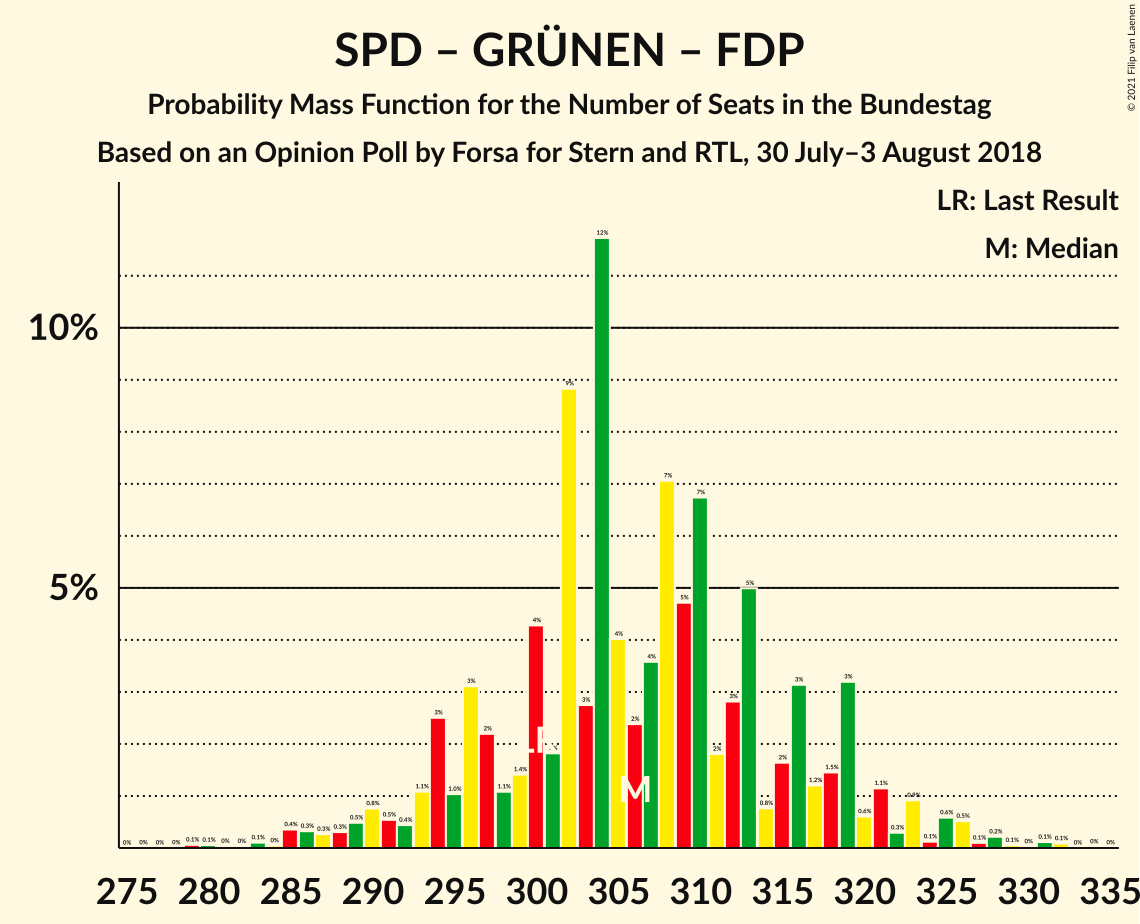 SPD – GRÜNEN – FDP
Probability Mass Function for the Number of Seats in the Bundestag
Based on an Opinion Poll by Forsa for Stern and RTL, 30 July–3 August 2018
© 2021 Filip van Laenen
LR: Last Result
M: Median
10%
5%
0% 0% 0% 0% 0.1% 0.1% 0% 0% 0.1% 0% 0.4% 0.3% 0.3% 0.3% 0.5% 0.8% 0.5% 0.4% 1.1% 3% 1.0% 3% 2% 1.1% 1.4% 4% 9% 3% 12% 4% 2% 4% 7% 5% 7% 2% 3% 5% 0.8% 2% 3% 1.2% 1.5% 3% 0.6% 1.1% 0.3% 0.9% 0.1% 0.6% 0.5% 0.1% 0.2% 0.1% 0% 0.1% 0.1% 0% 0% 0%
M
275 280 285 290 295 300 305 310 315 320 325 330 335